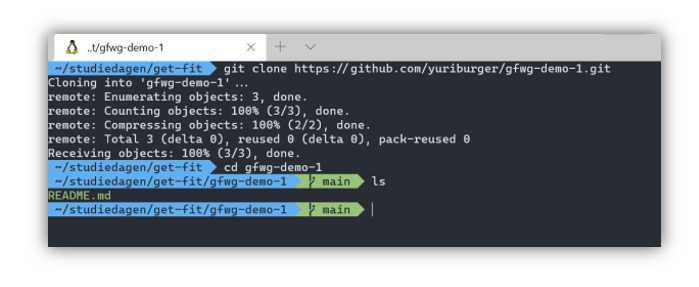 ..t/gfwg-demo-1
~/studiedagen/get-fit git clone https://github.com/yuriburger/gfwg-demo-1.git
Cloning into 'gfwg-demo-1'...
remote: Enumerating objects: 3, done.
remote: Counting objects: 100% (3/3), done.
remote: Compressing objects: 100% (2/2), done.
remote: Total 3 (delta 0), reused 0 (delta 0), pack-reused 0
Receiving objects: 100% (3/3), done.
~/studiedagen/get-fit cd gfwg-demo-1
~/studiedagen/get-fit/gfwg-demo-1 main ls
README.md
~/studiedagen/get-fit/gfwg-demo-1 main